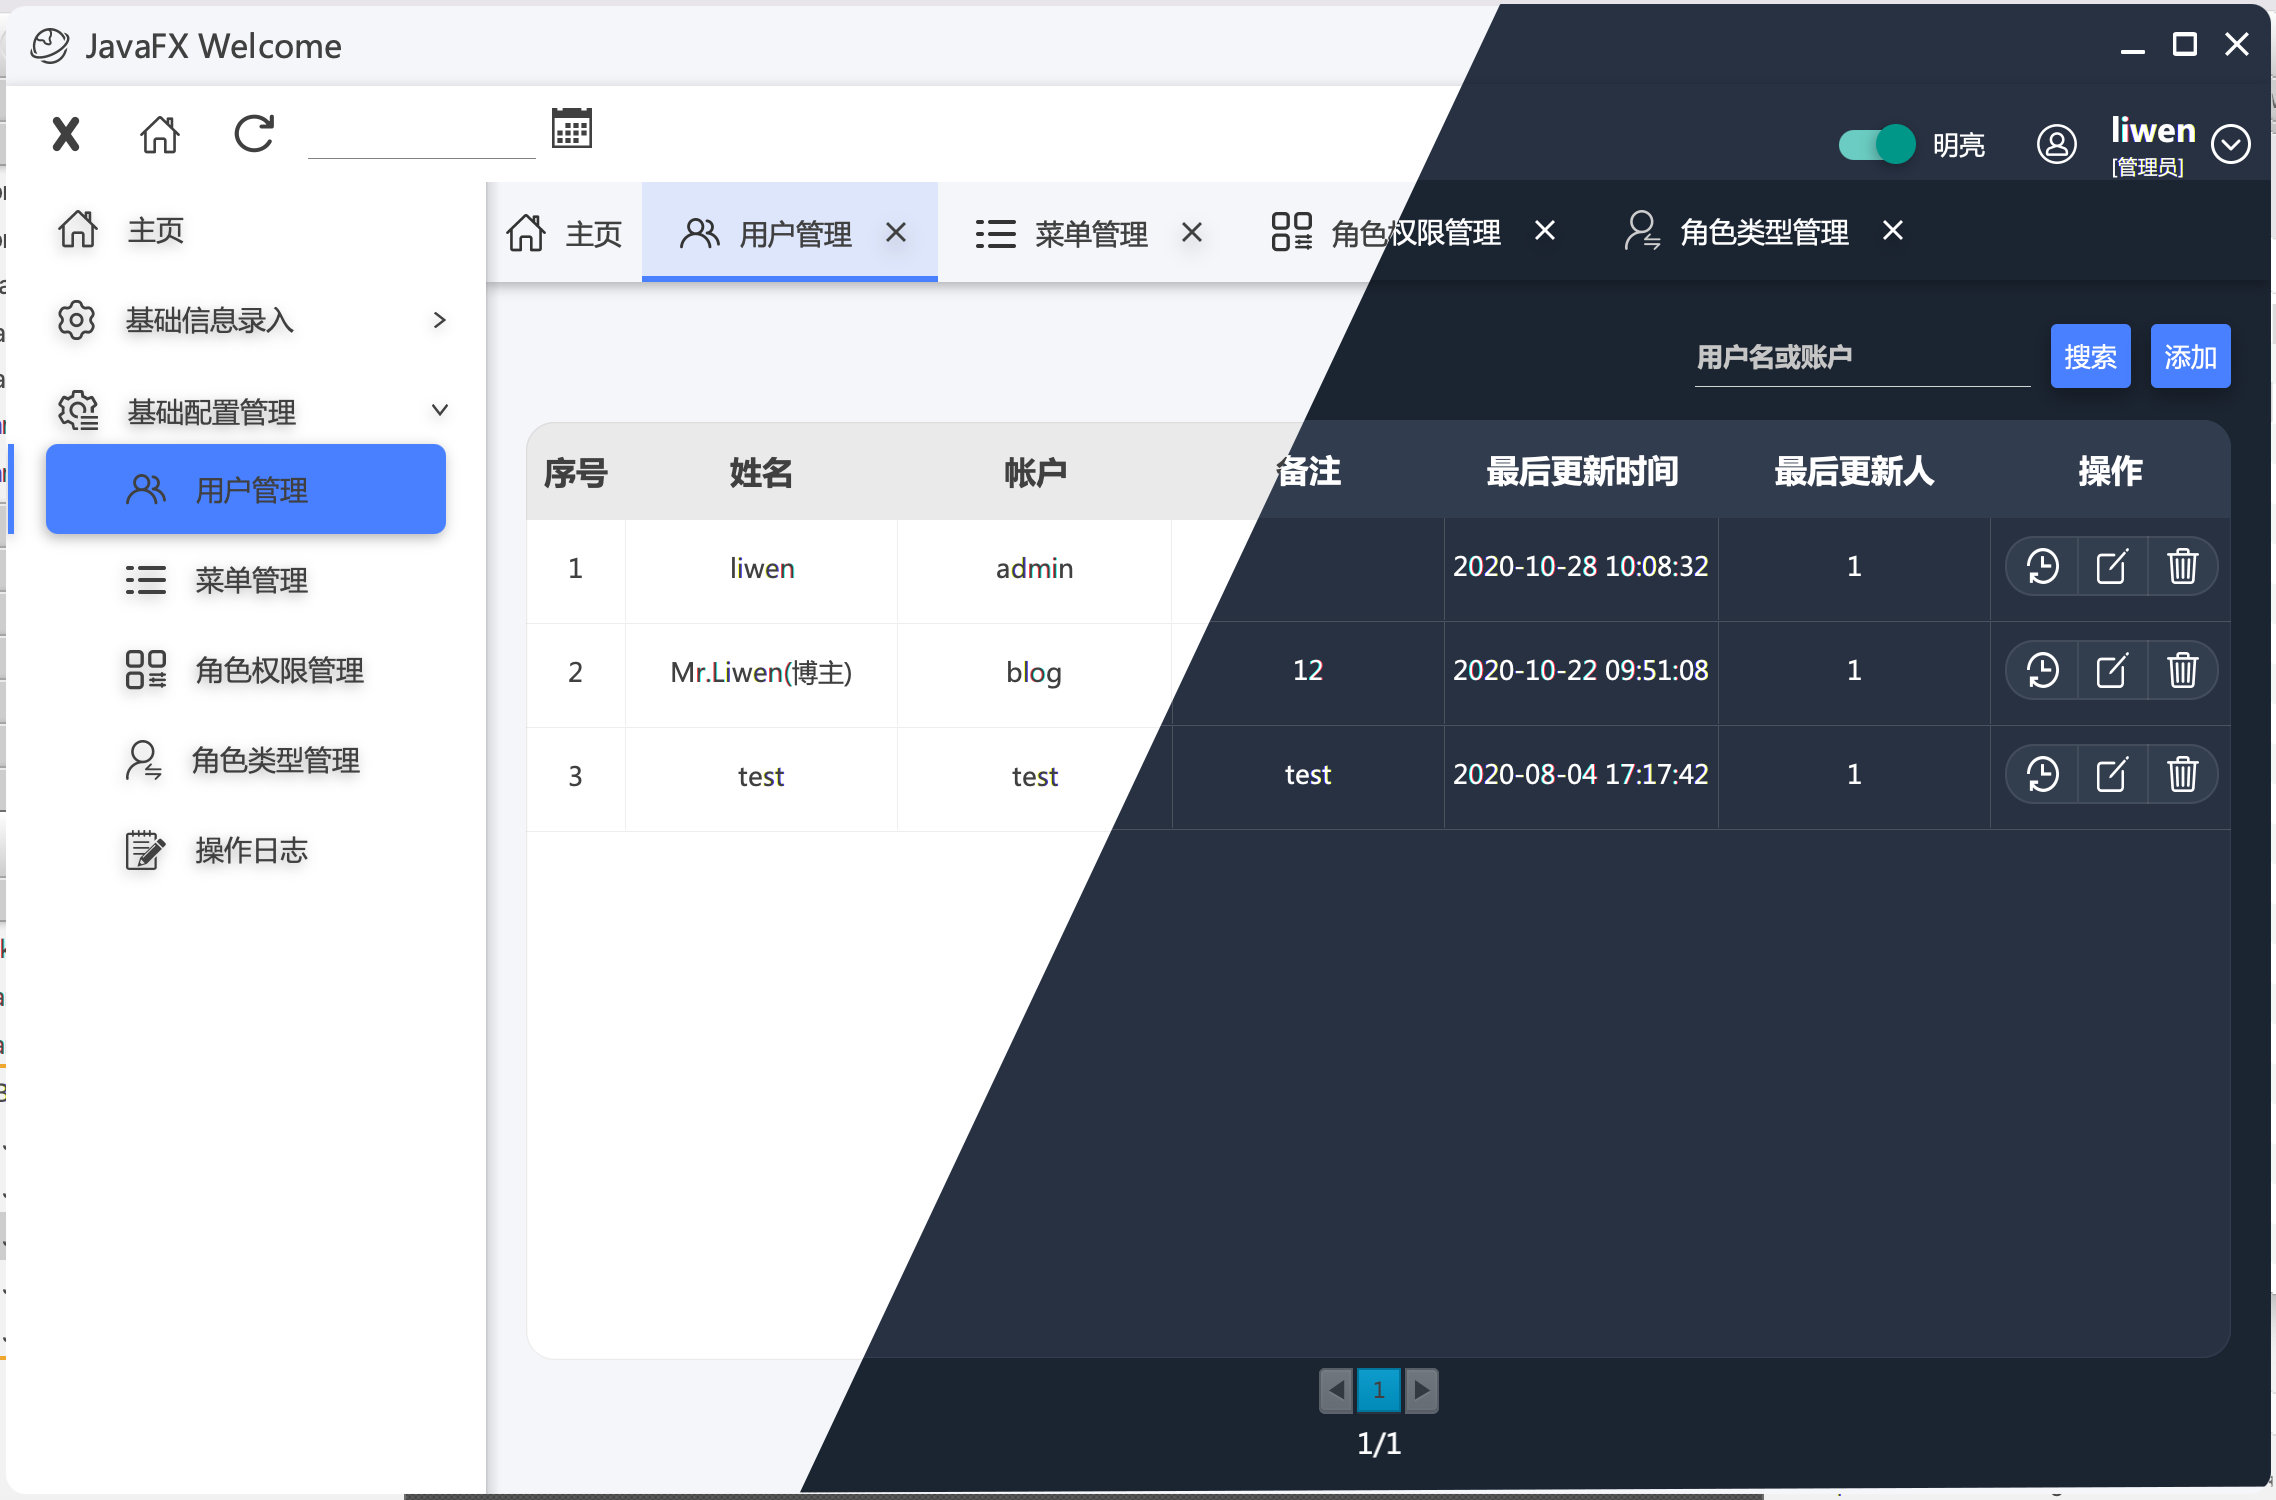 JavaFX Welcome
明亮
liwen
[管理员]
主页
基础信息录入
基础配置管理
用户管理
菜单管理
角色权限管理
角色类型管理
操作日志
主页 用户管理 菜单管理 角色权限管理 角色类型管理
用户名或账户 搜索 添加
序号 姓名 帐户 备注 最后更新时间 最后更新人 操作
1 liwen admin 2020-10-28 10:08:32 1
2 Mr.Liwen(博主) blog 12 2020-10-22 09:51:08 1
3 test test test 2020-08-04 17:17:42 1
1
1/1